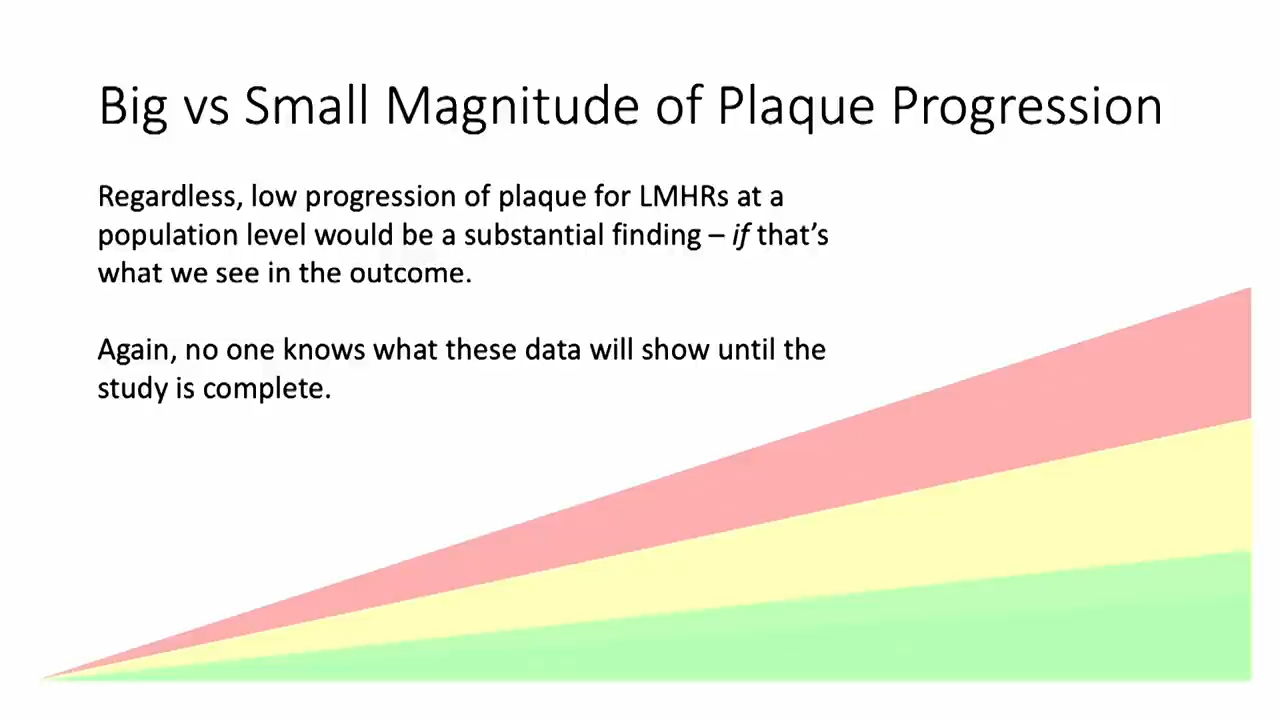 Big vs Small Magnitude of Plaque Progression
Regardless, low progression of plaque for LMHRs at a
population level would be a substantial finding – if that’s
what we see in the outcome.
Again, no one knows what these data will show until the
study is complete.